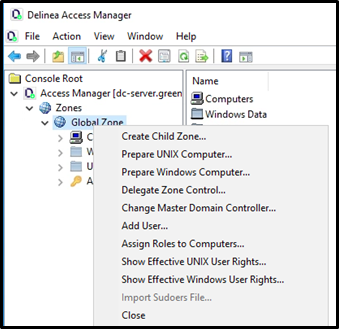 Delinea Access Manager
File Action View Window Help
Console Root
Access Manager [dc-server.green
Zones
Global Zone
C
W
U
A
Name
Computers
Windows Data
Create Child Zone...
Prepare UNIX Computer...
Prepare Windows Computer...
Delegate Zone Control...
Change Master Domain Controller...
Add User...
Assign Roles to Computers...
Show Effective UNIX User Rights...
Show Effective Windows User Rights...
Import Sudoers File...
Close